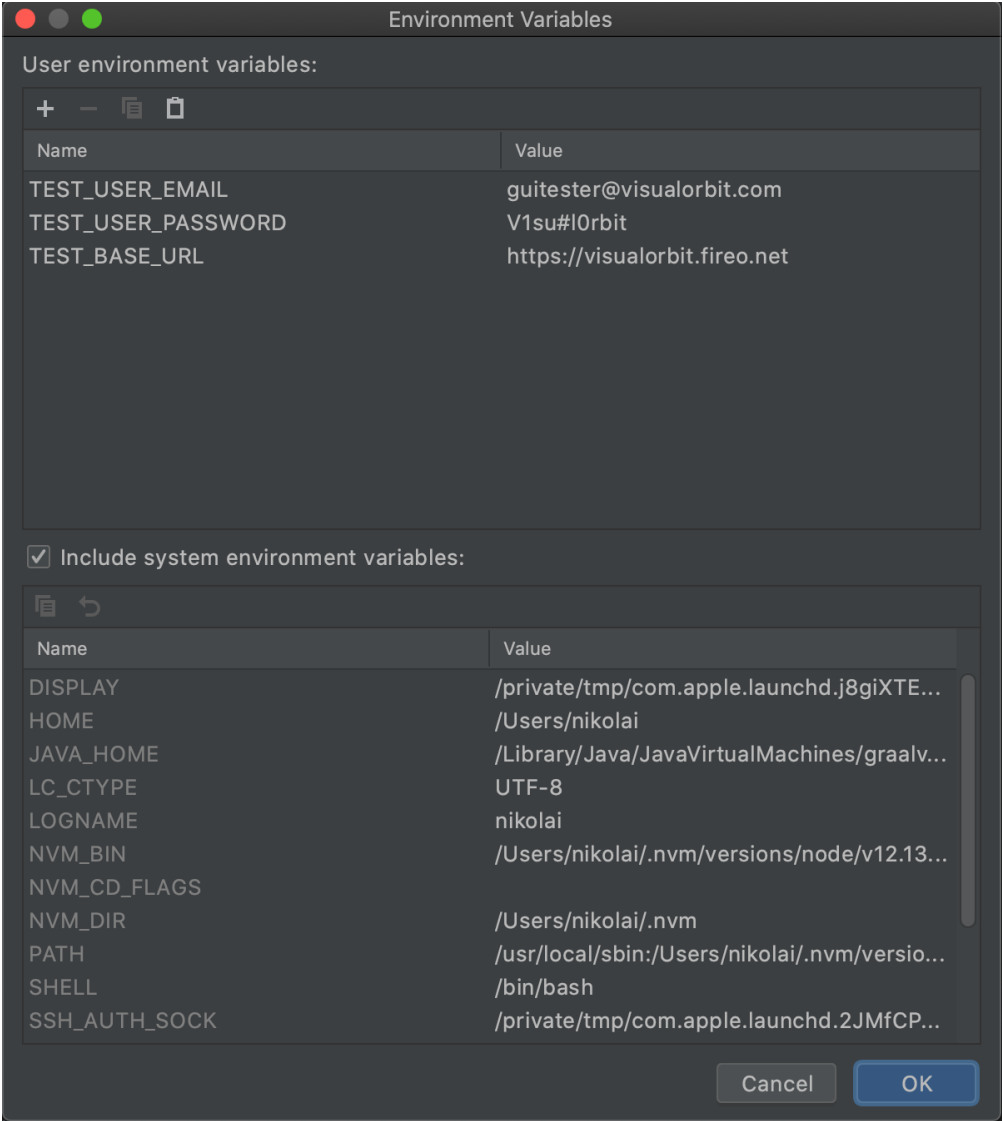 Environment Variables
User environment variables:
Name Value
TEST_USER_EMAIL guitester@visualorbit.com
TEST_USER_PASSWORD V1su#l0rbit
TEST_BASE_URL https://visualorbit.fireo.net
Include system environment variables:
Name Value
DISPLAY /private/tmp/com.apple.launchd.j8giXTE...
HOME /Users/nikolai
JAVA_HOME /Library/Java/JavaVirtualMachines/graalv...
LC_CTYPE UTF-8
LOGNAME nikolai
NVM_BIN /Users/nikolai/.nvm/versions/node/v12.13...
NVM_CD_FLAGS
NVM_DIR /Users/nikolai/.nvm
PATH /usr/local/sbin:/Users/nikolai/.nvm/versio...
SHELL /bin/bash
SSH_AUTH_SOCK /private/tmp/com.apple.launchd.2JMfCP...
Cancel OK